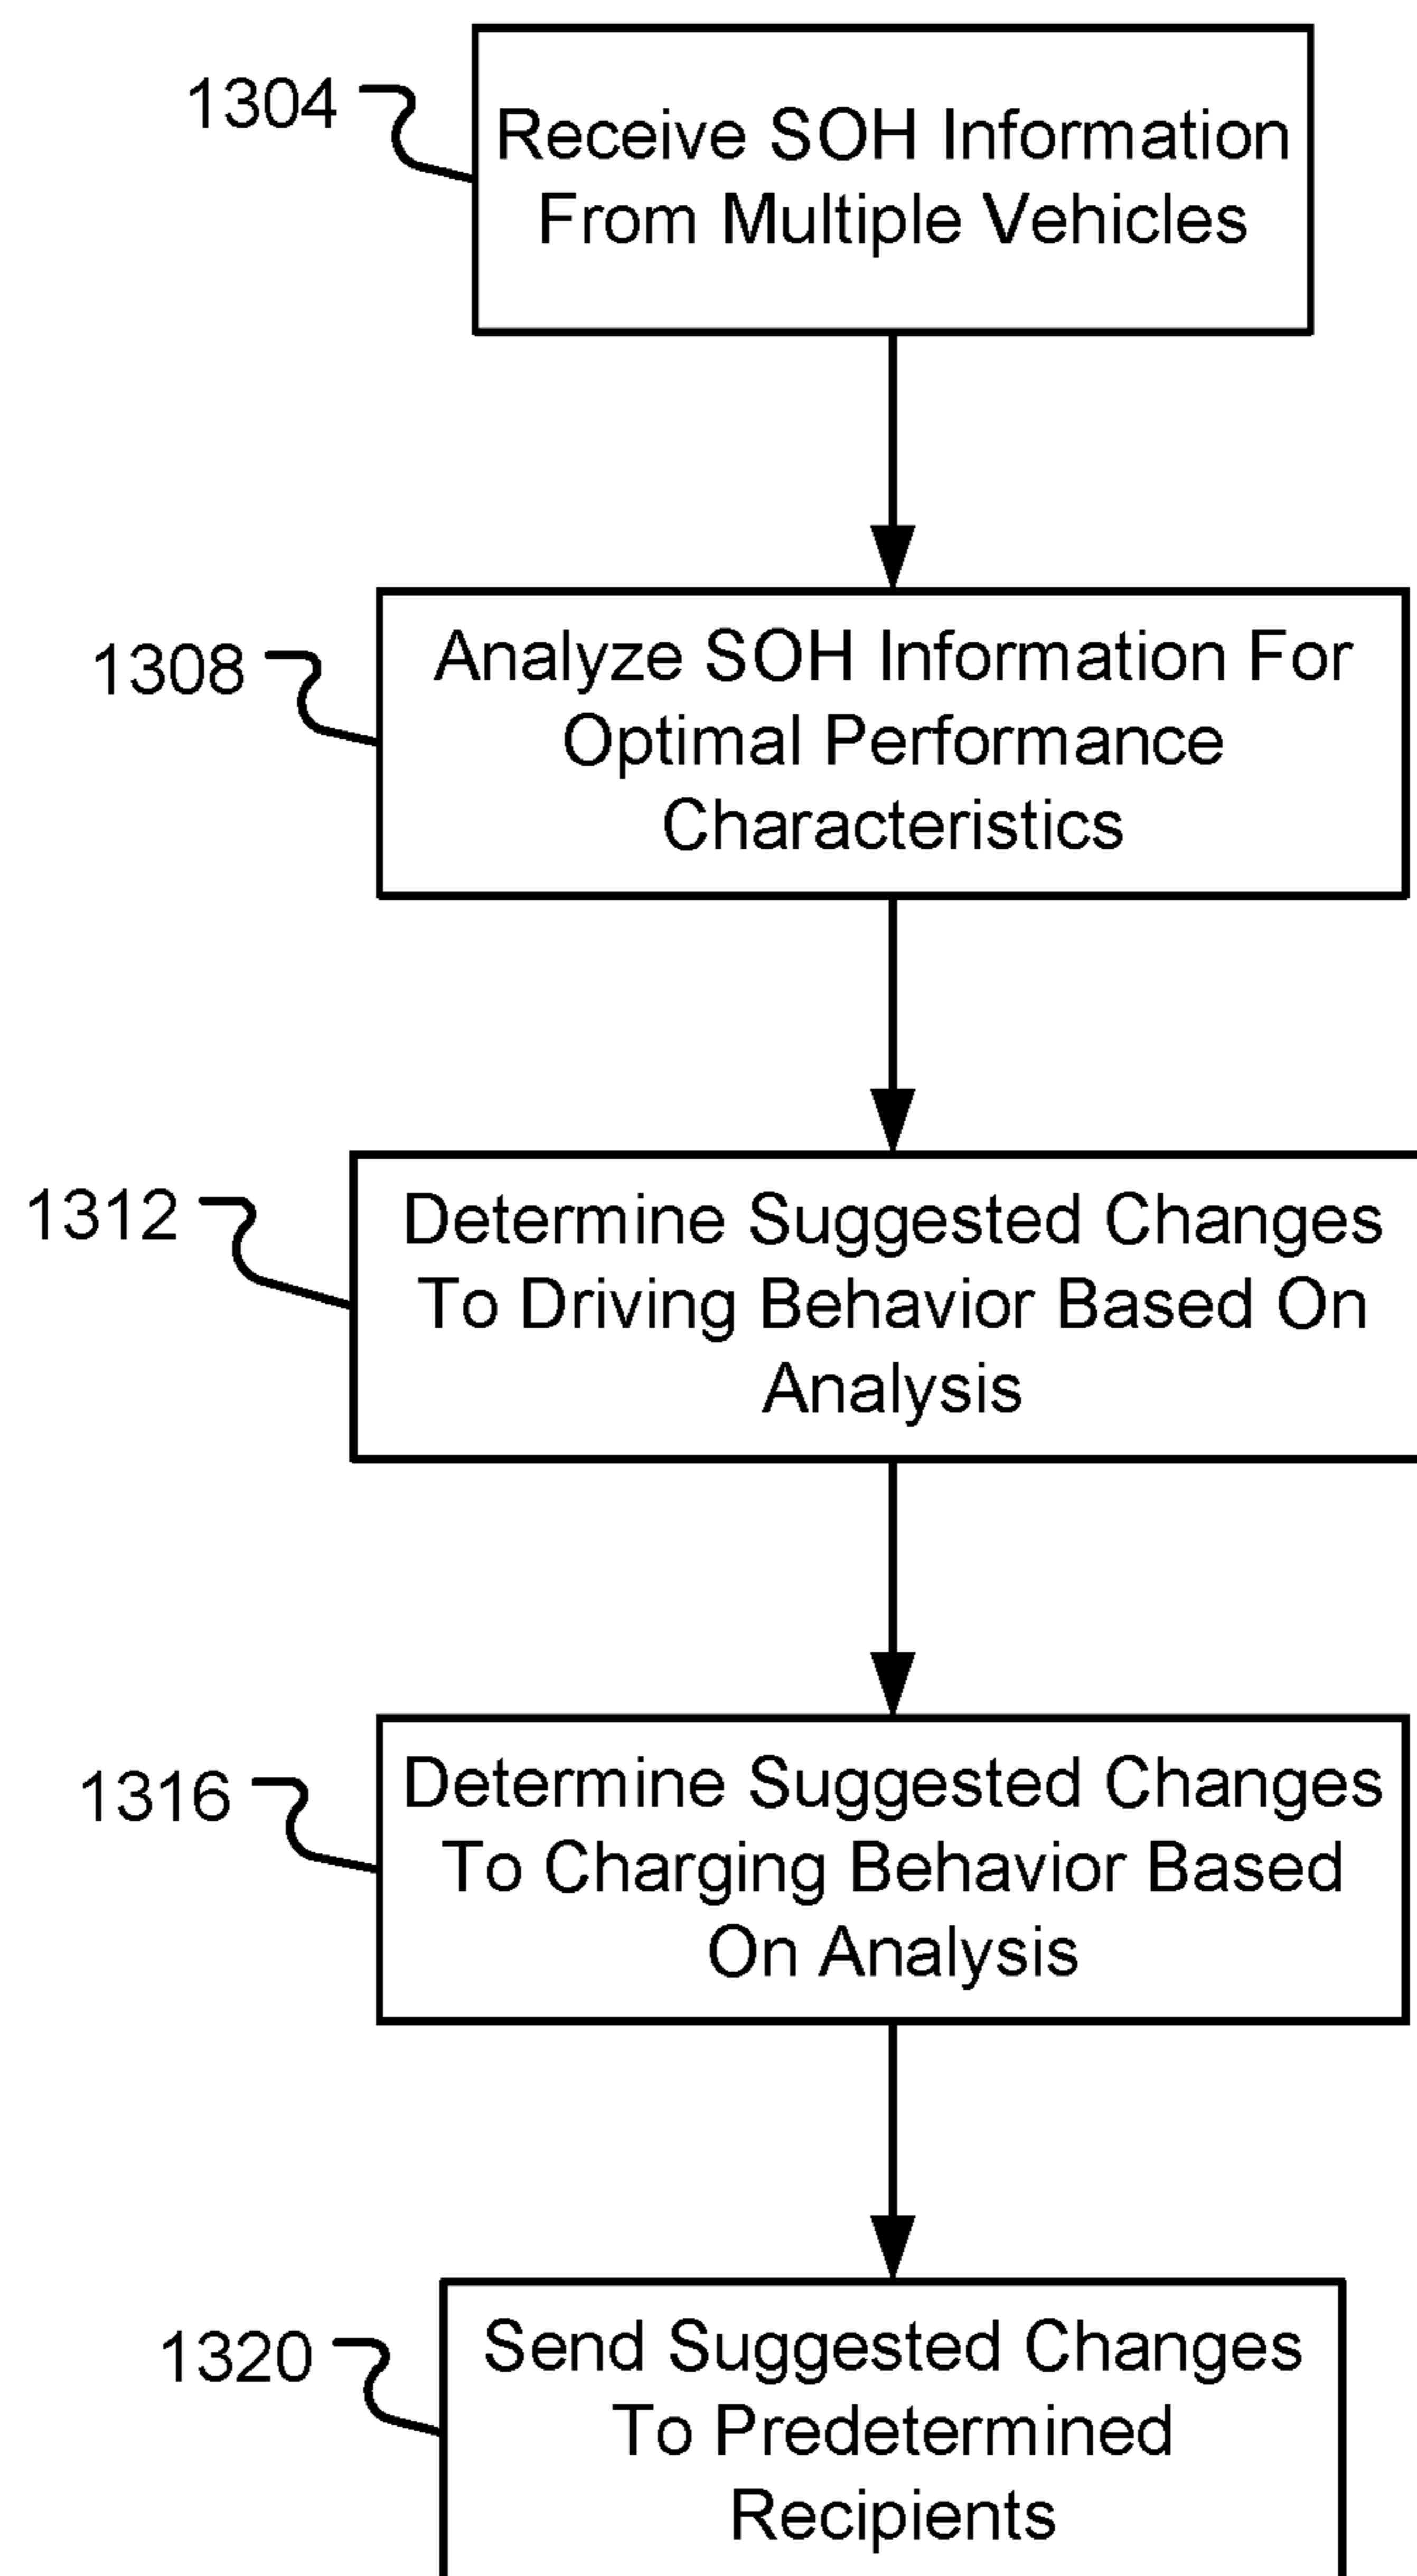 1304
Receive SOH Information
From Multiple Vehicles
1308
Analyze SOH Information For
Optimal Performance
Characteristics
1312
Determine Suggested Changes
To Driving Behavior Based On
Analysis
1316
Determine Suggested Changes
To Charging Behavior Based
On Analysis
1320
Send Suggested Changes
To Predetermined
Recipients